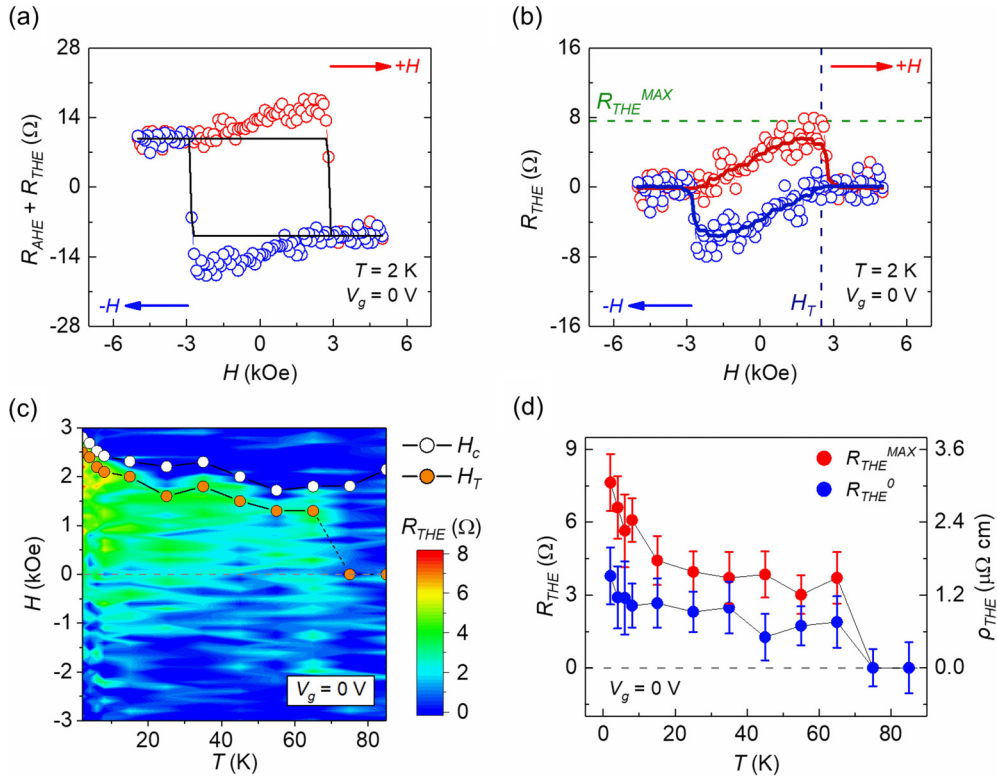 (a)
28
14
0
-14
-28
R_AHE + R_THE (Ω)
+H
-H
T = 2 K
V_g = 0 V
-6
-3
0
3
6
H (kOe)
(b)
16
8
0
-8
-16
R_THE (Ω)
R_THE^MAX
+H
-H
H_T
T = 2 K
V_g = 0 V
-6
-3
0
3
6
H (kOe)
(c)
3
2
1
0
-1
-2
-3
H (kOe)
V_g = 0 V
20
40
60
80
T (K)
H_c
H_T
R_THE (Ω)
8
6
4
2
0
(d)
9
6
3
0
R_THE (Ω)
R_THE^MAX
R_THE^0
3.6
2.4
1.2
0.0
ρ_THE (μΩ cm)
V_g = 0 V
0
20
40
60
80
T (K)